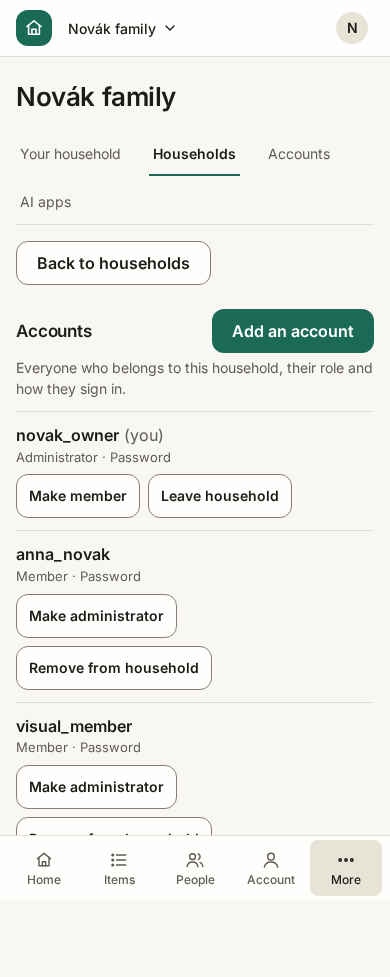 Novák family
N
Novák family
Your household
Households
Accounts
AI apps
Back to households
Accounts
Add an account
Everyone who belongs to this household, their role and
how they sign in.
novak_owner (you)
Administrator · Password
Make member
Leave household
anna_novak
Member · Password
Make administrator
Remove from household
visual_member
Member · Password
Make administrator
Home
Items
People
Account
More